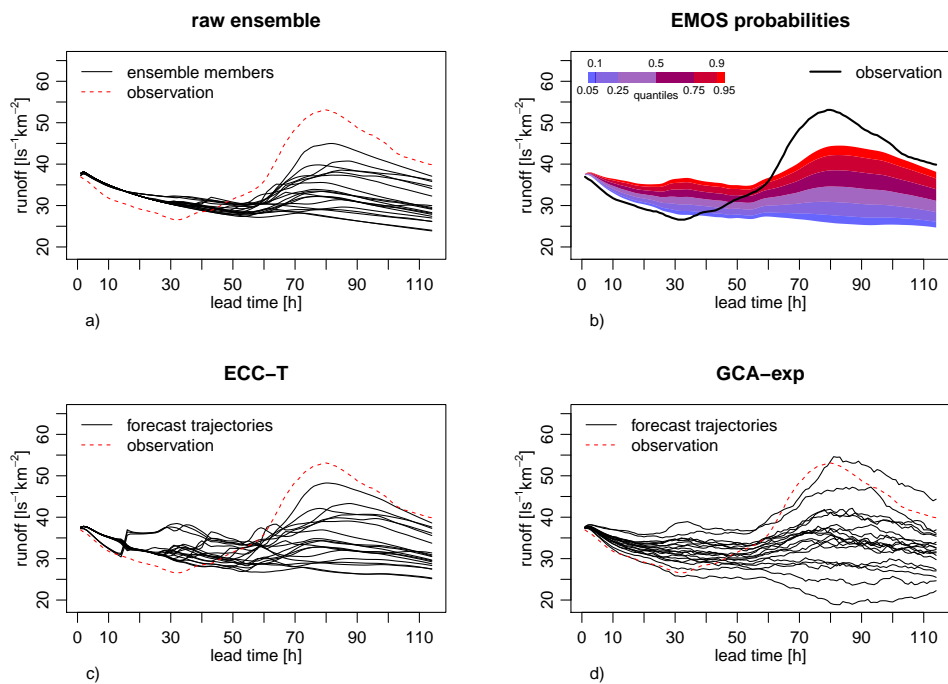 raw ensemble
runoff [ls⁻¹km⁻²]
60
50
40
30
20
ensemble members
observation
0 10 30 50 70 90 110
lead time [h]
a)
EMOS probabilities
runoff [ls⁻¹km⁻²]
60
50
40
30
20
0.1 0.5 0.9
0.05 0.25 0.75 0.95
quantiles
observation
0 10 30 50 70 90 110
lead time [h]
b)
ECC−T
runoff [ls⁻¹km⁻²]
60
50
40
30
20
forecast trajectories
observation
0 10 30 50 70 90 110
lead time [h]
c)
GCA−exp
runoff [ls⁻¹km⁻²]
60
50
40
30
20
forecast trajectories
observation
0 10 30 50 70 90 110
lead time [h]
d)